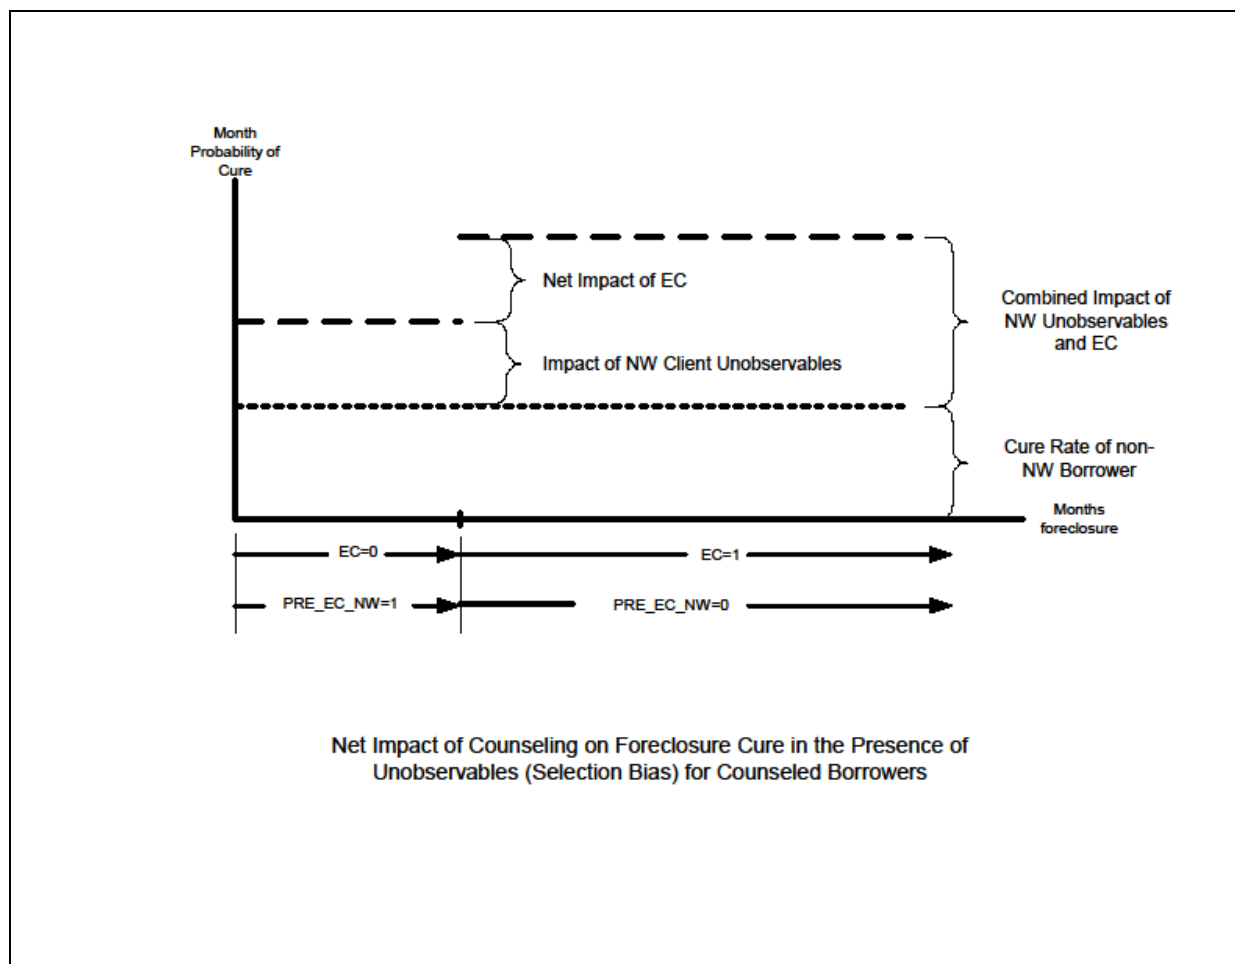 Month
Probability of
Cure
Net Impact of EC
Combined Impact of
NW Unobservables
and EC
Impact of NW Client Unobservables
Cure Rate of non-
NW Borrower
Months
foreclosure
EC=0
EC=1
PRE_EC_NW=1
PRE_EC_NW=0
Net Impact of Counseling on Foreclosure Cure in the Presence of
Unobservables (Selection Bias) for Counseled Borrowers